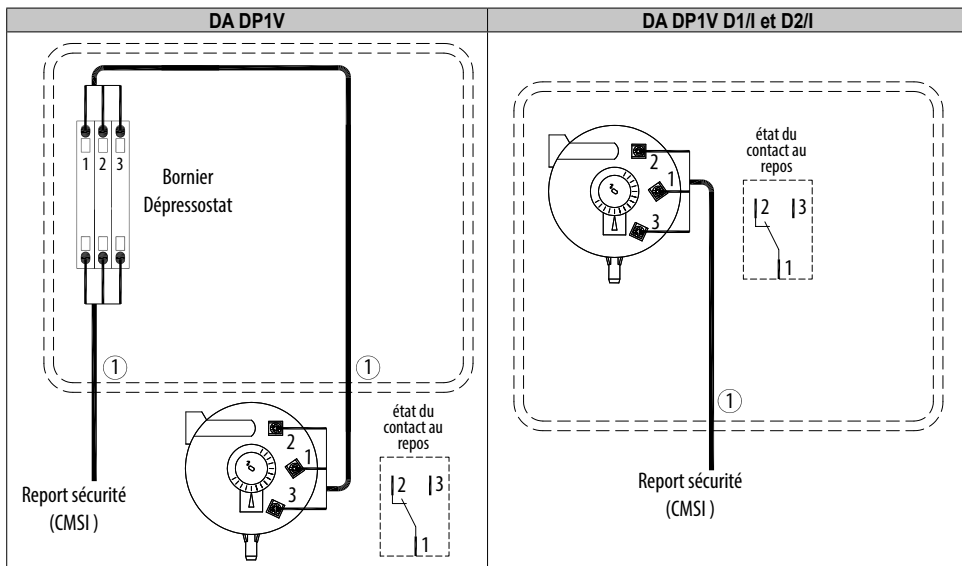 DA DP1V
1 2 3
Bornier
Dépressostat
1
1
2
1
3
état du
contact au
repos
2 3
1
Report sécurité
(CMSI )
DA DP1V D1/I et D2/I
2
1
3
état du
contact au
repos
2 3
1
1
Report sécurité
(CMSI )